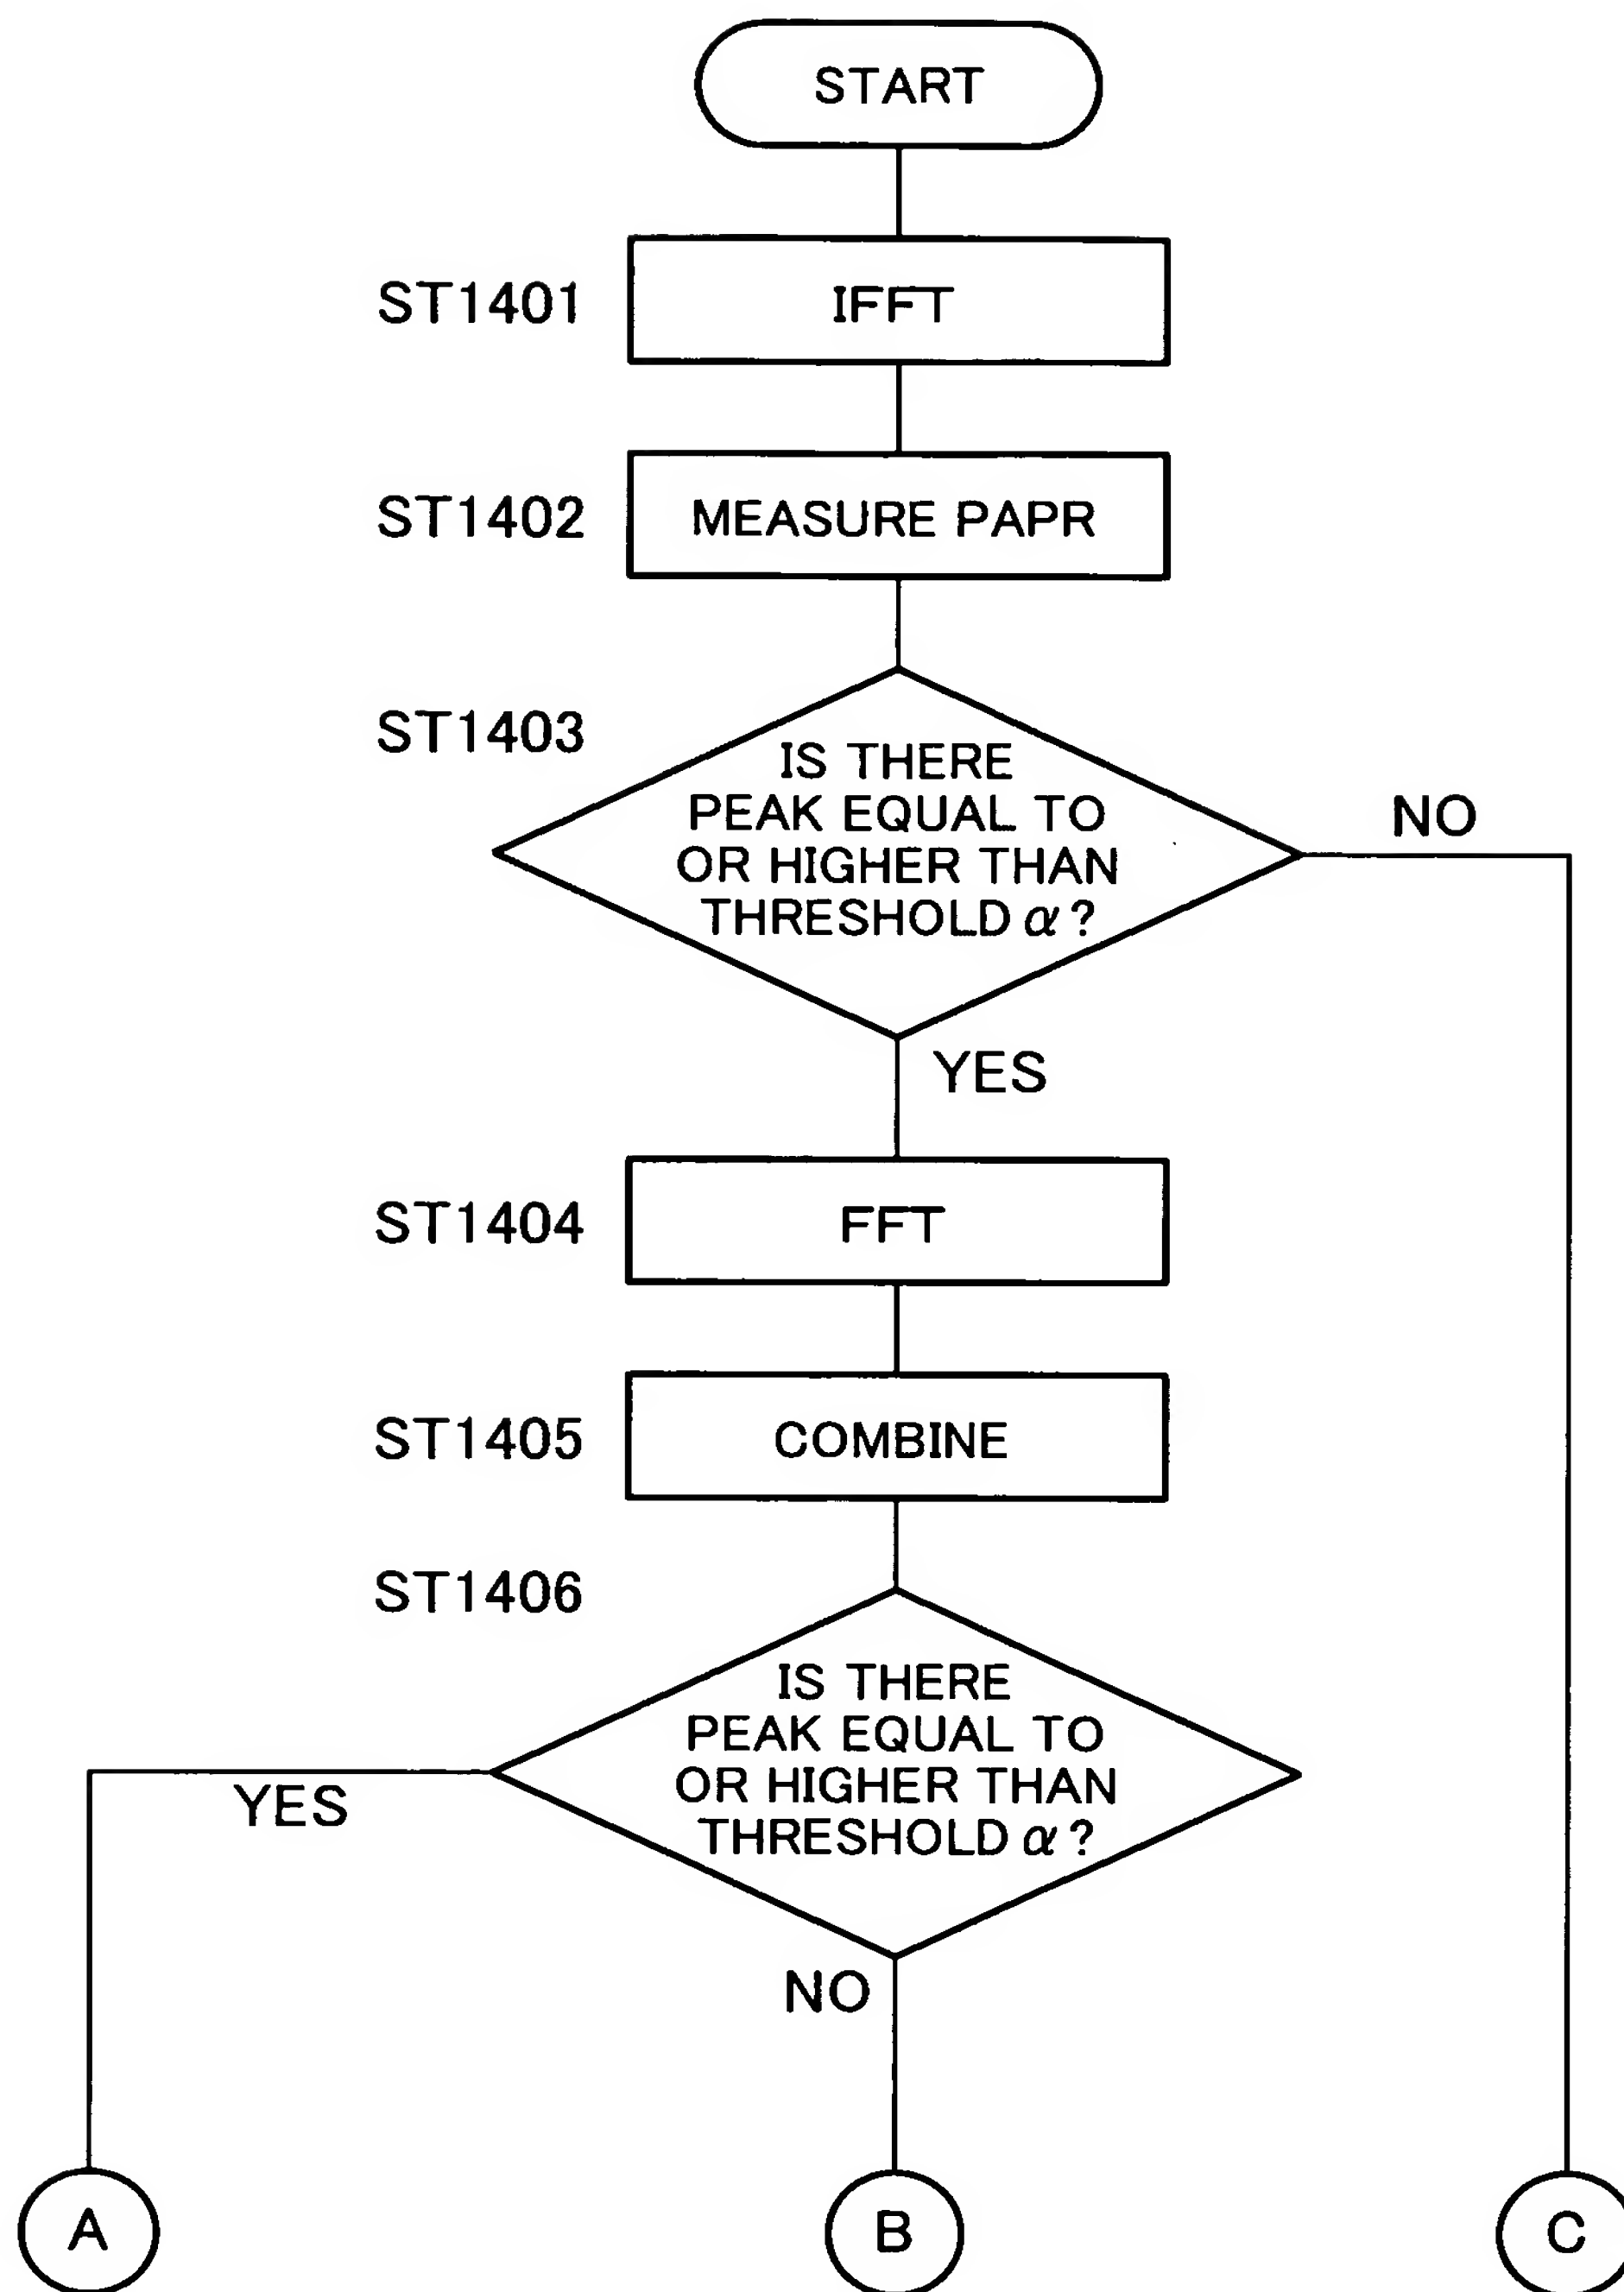 START
ST1401
IFFT
ST1402
MEASURE PAPR
ST1403
IS THERE
PEAK EQUAL TO
OR HIGHER THAN
THRESHOLD α?
NO
YES
ST1404
FFT
ST1405
COMBINE
ST1406
IS THERE
PEAK EQUAL TO
OR HIGHER THAN
THRESHOLD α?
YES
NO
A
B
C